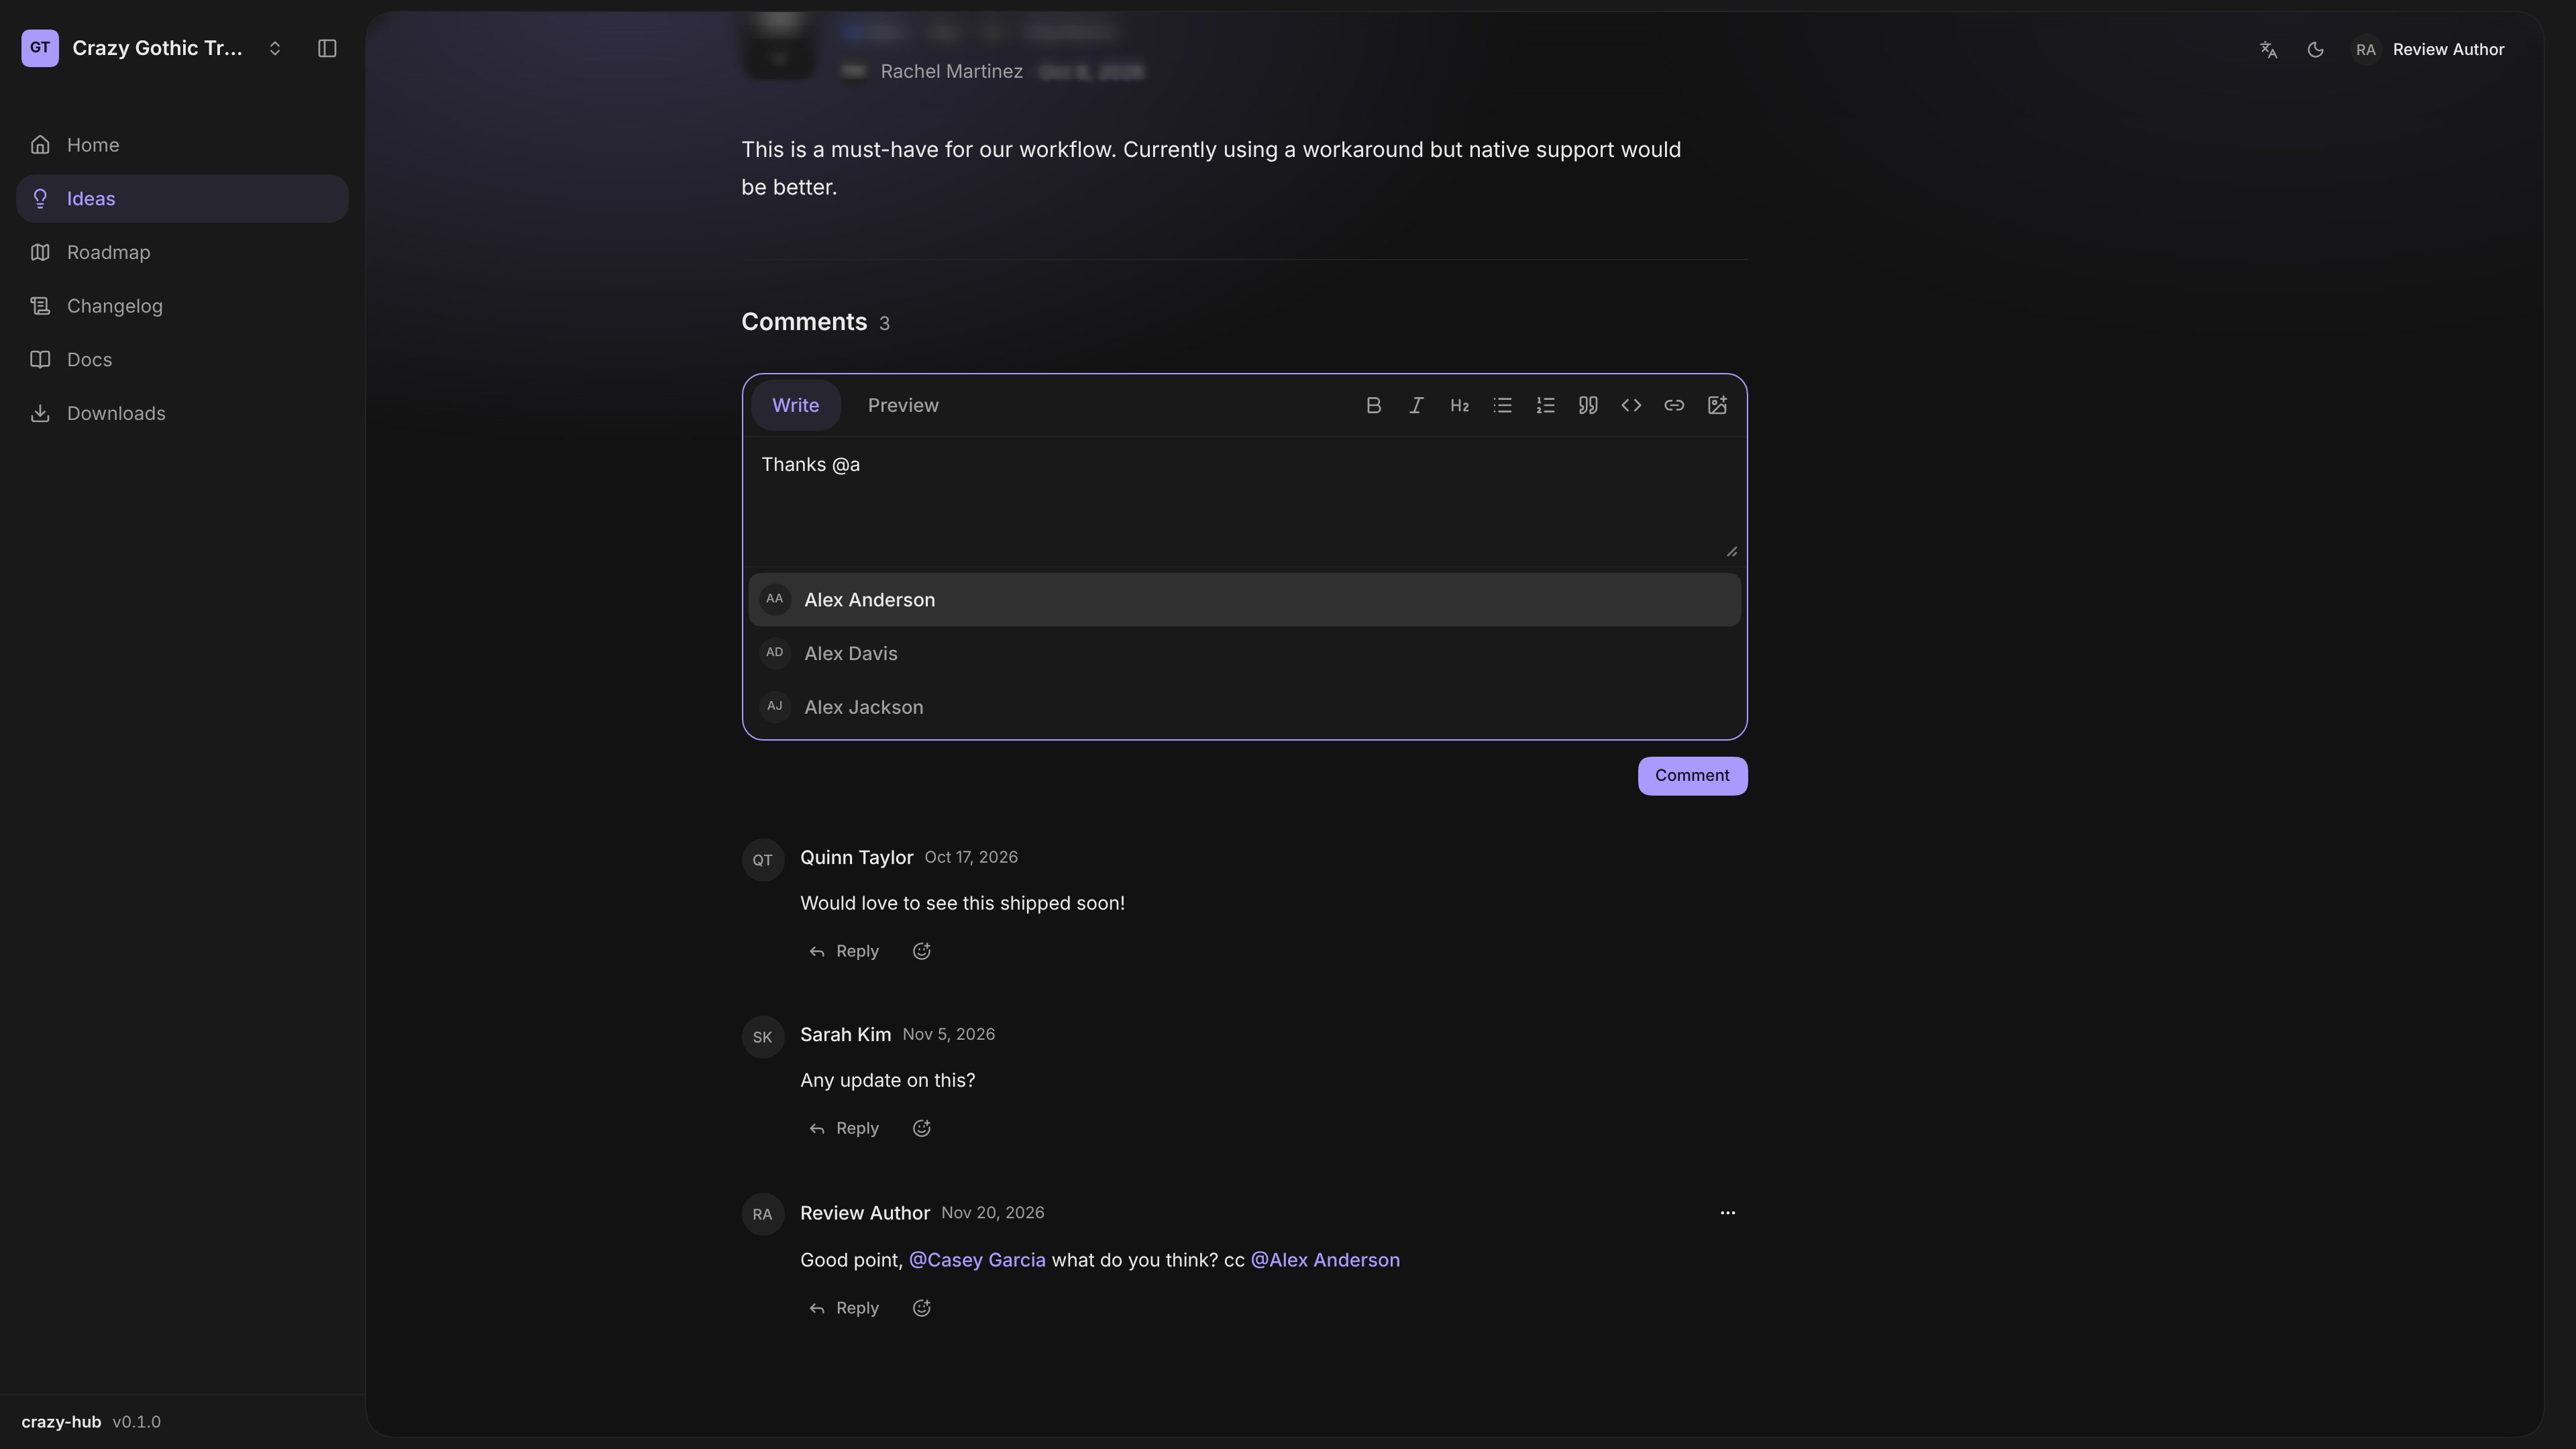 GT Crazy Gothic Tr...
Home
Ideas
Roadmap
Changelog
Docs
Downloads
crazy-hub v0.1.0
RA Review Author
Rachel Martinez Oct 8, 2026
This is a must-have for our workflow. Currently using a workaround but native support would
be better.
Comments 3
Write Preview
H2
Thanks @a
AA Alex Anderson
AD Alex Davis
AJ Alex Jackson
Comment
QT Quinn Taylor Oct 17, 2026
Would love to see this shipped soon!
Reply
SK Sarah Kim Nov 5, 2026
Any update on this?
Reply
RA Review Author Nov 20, 2026
Good point, @Casey Garcia what do you think? cc @Alex Anderson
Reply